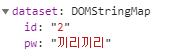 ▼dataset: DOMStringMap
id: "2"
pw: "끼리끼리"